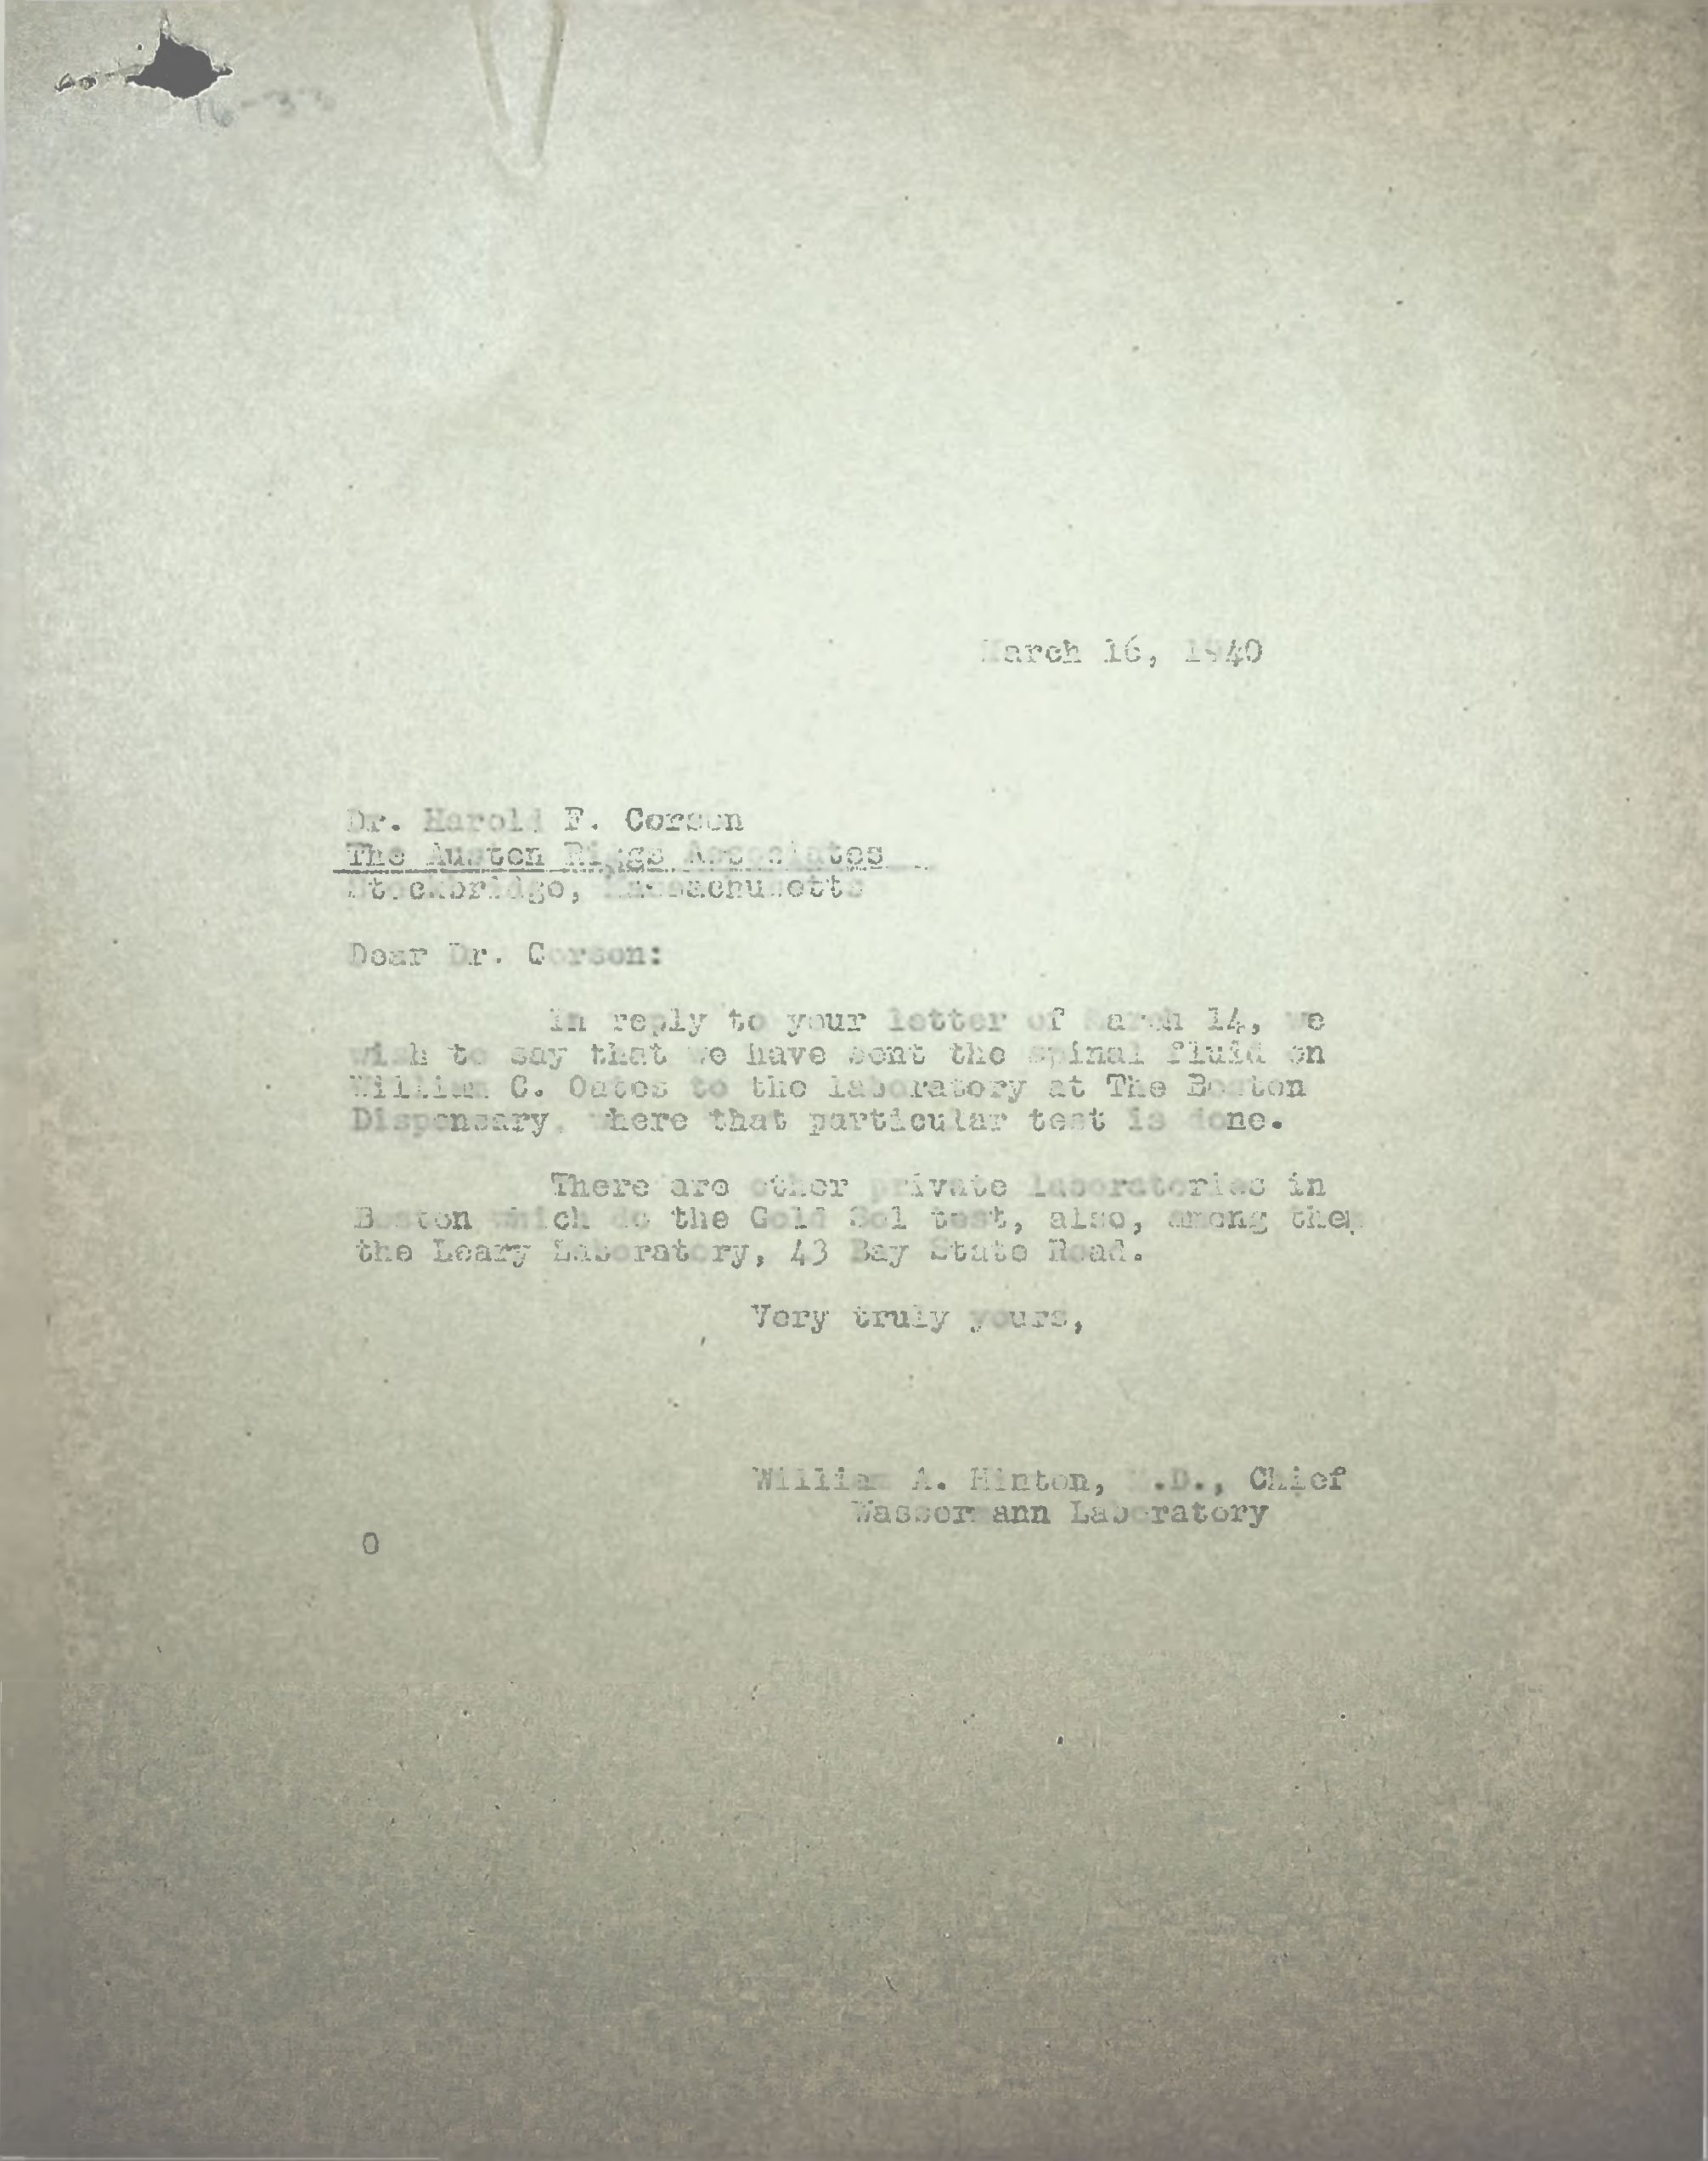 March 16, 1940
Dr. Harold F. Corson
The Austen Riggs Associates
Stockbridge, Massachusetts
Dear Dr. Corson:
In reply to your letter of March 14, we
wish to say that we have sent the spinal fluid on
William C. Oates to the laboratory at The Boston
Dispensary, where that particular test is done.
There are other private laboratories in
Boston which do the Gold Sol test, also, among them
the Leary Laboratory, 43 Bay State Road.
Very truly yours,
William A. Hinton, M.D., Chief
Wassermann Laboratory
O